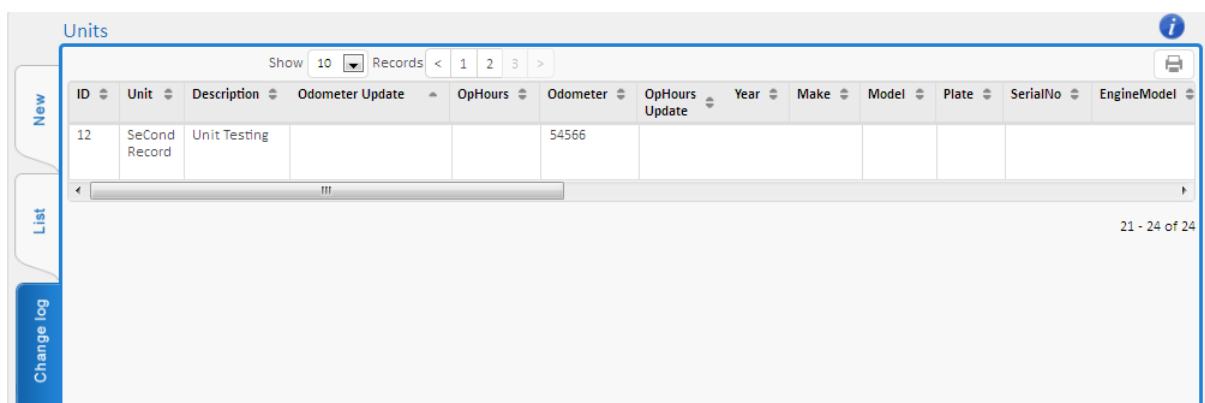 Units
i
Show 10 Records < 1 2 3 >
ID Unit Description Odometer Update OpHours Odometer OpHours Update Year Make Model Plate SerialNo EngineModel
12 SeCond Record Unit Testing 54566
21 - 24 of 24
New
List
Change log